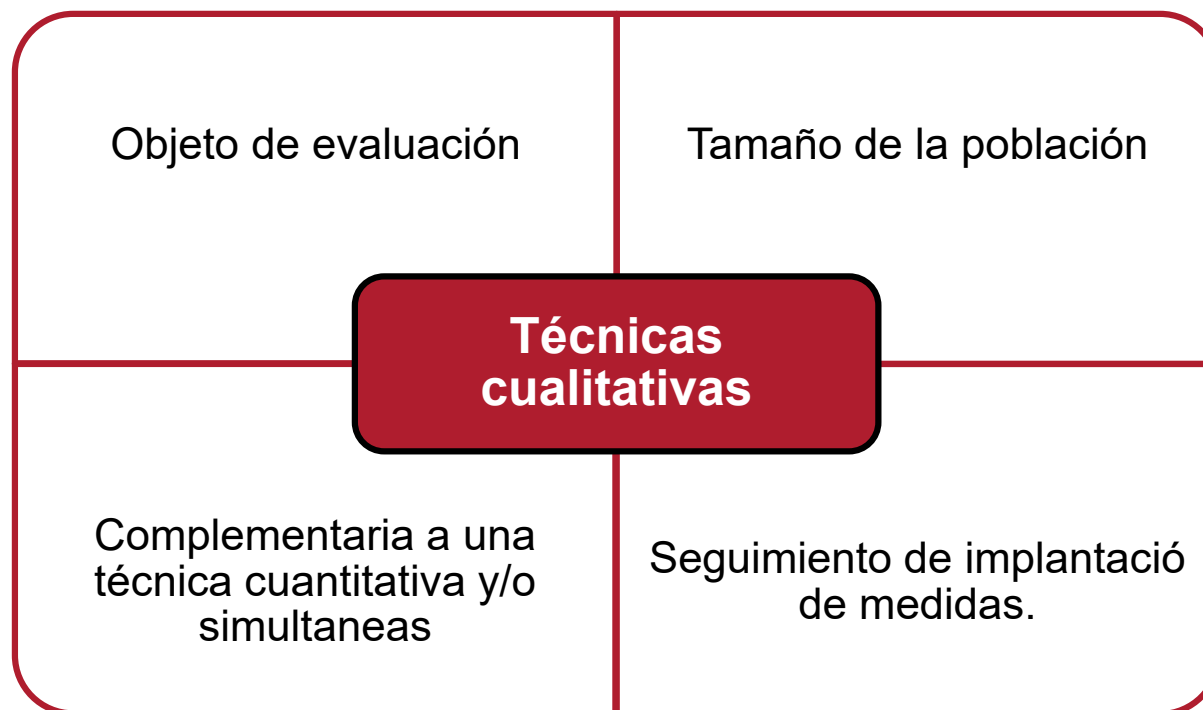 Objeto de evaluación
Tamaño de la población
Técnicas
cualitativas
Complementaria a una
técnica cuantitativa y/o
simultaneas
Seguimiento de implantació
de medidas.